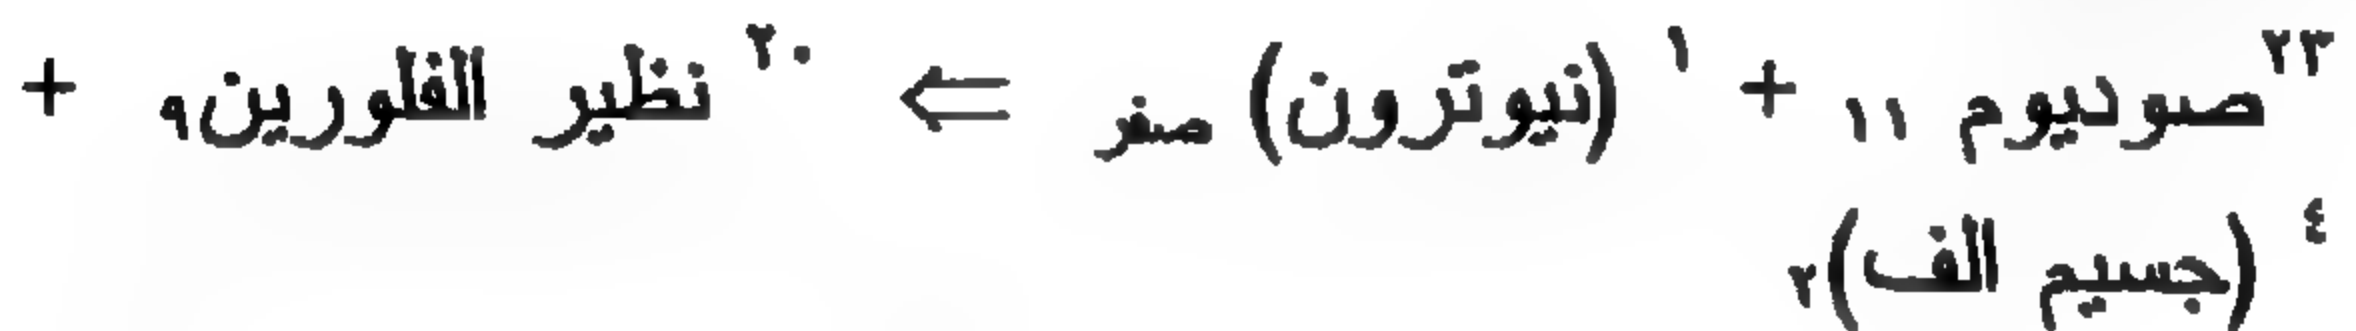 ٢٣صوديوم ١١ + ١(نيوترون) صفر ⇐ ٢٠ نظير الفلورين٩ +
٤(جسيم الف)٢